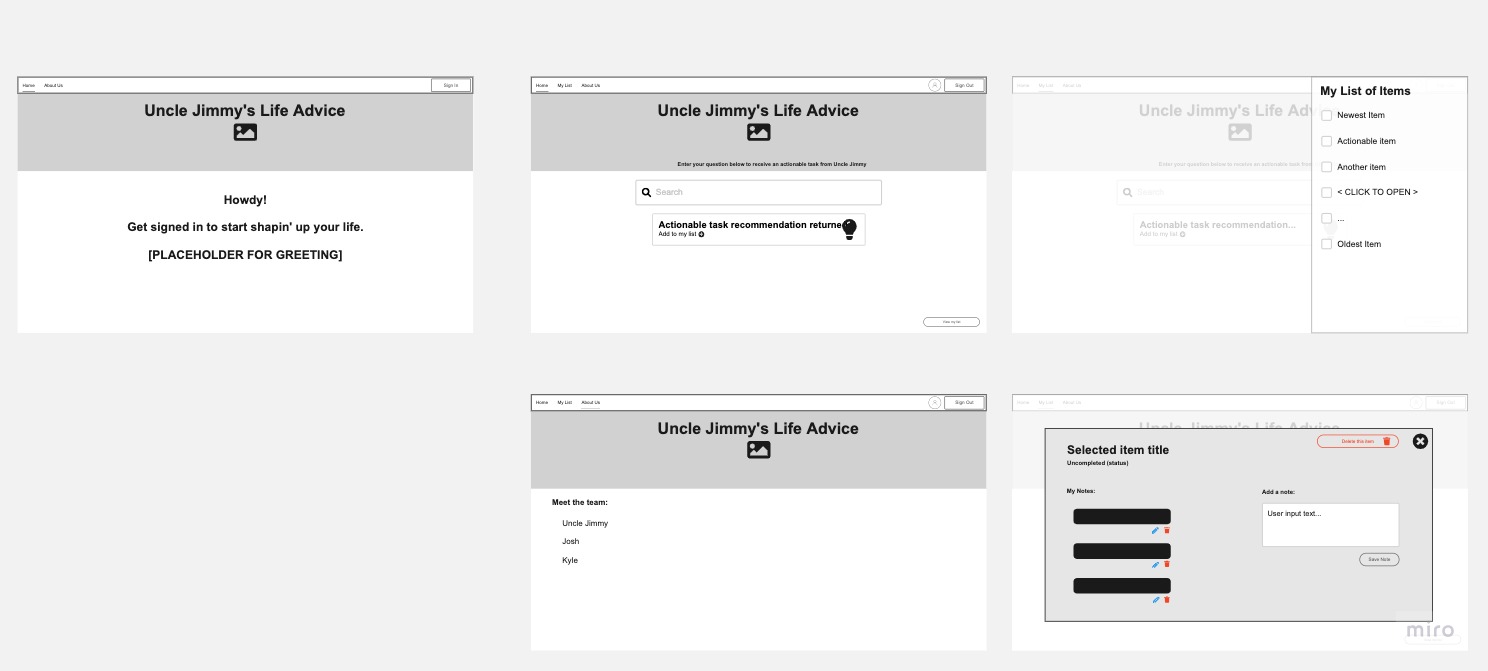 Home About Us Sign In
Uncle Jimmy's Life Advice
Howdy!
Get signed in to start shapin' up your life.
[PLACEHOLDER FOR GREETING]
Home My List About Us Sign Out
Uncle Jimmy's Life Advice
Enter your question below to receive an actionable task from Uncle Jimmy
Search
Actionable task recommendation returne
Add to my list
View my list
Home My List About Us
Uncle Jimmy's Life Adv
Enter your question below to receive an actionable task from
Search
Actionable task recommendation...
Add to my list
My List of Items
Newest Item
Actionable item
Another item
< CLICK TO OPEN >
...
Oldest Item
Home My List About Us Sign Out
Uncle Jimmy's Life Advice
Meet the team:
Uncle Jimmy
Josh
Kyle
Home My List About Us Sign Out
Uncle Jimmy's Life Advice
Delete this item
Selected item title
Uncompleted (status)
My Notes:
Add a note:
User input text...
Save Note
miro